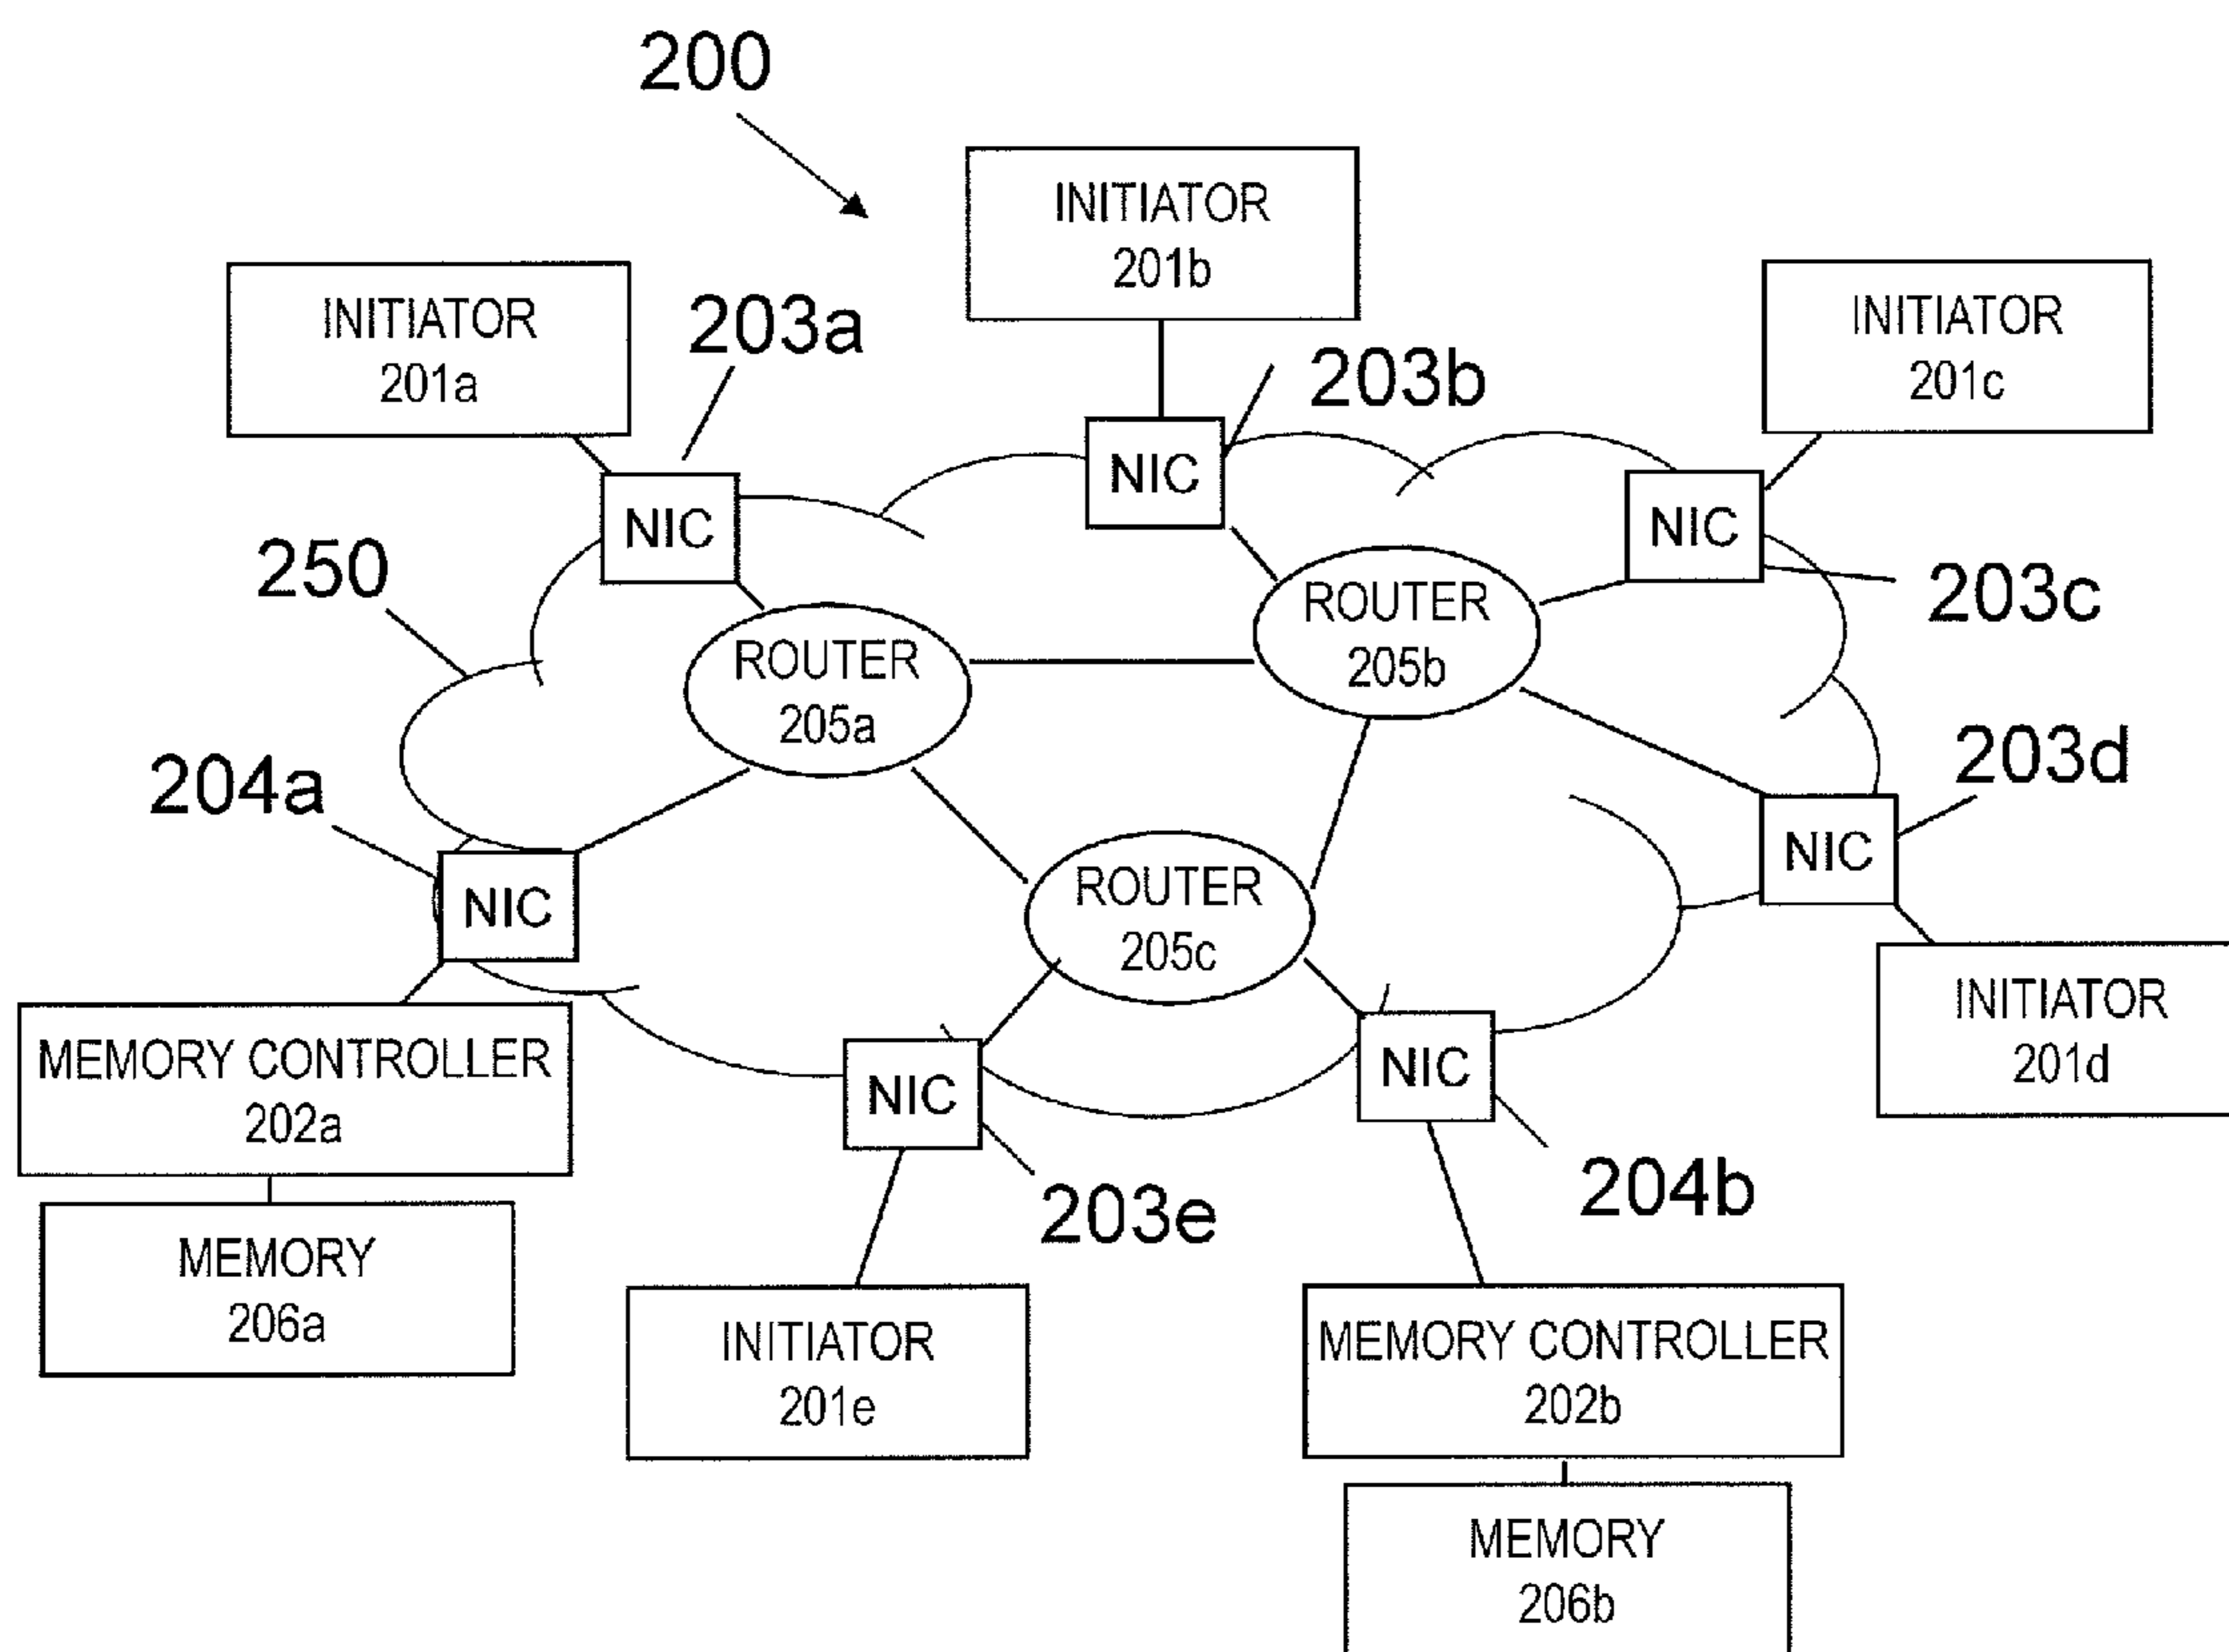 200
INITIATOR
201b
INITIATOR
201a
203a
INITIATOR
201c
203b
NIC
NIC
NIC
250
203c
ROUTER
205b
ROUTER
205a
204a
203d
NIC
ROUTER
205c
NIC
INITIATOR
201d
MEMORY CONTROLLER
202a
NIC
NIC
203e
204b
MEMORY
206a
INITIATOR
201e
MEMORY CONTROLLER
202b
MEMORY
206b